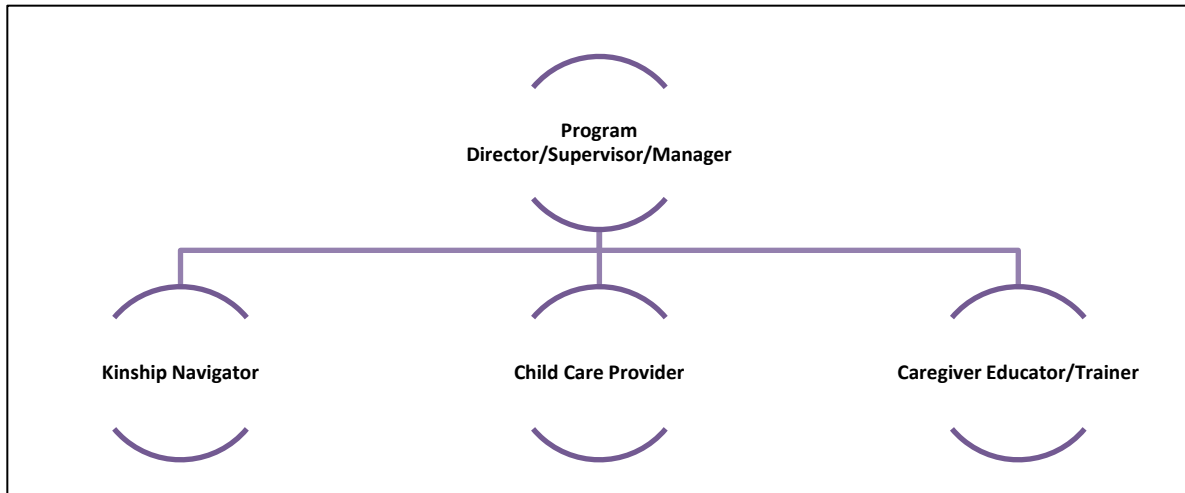 Program
Director/Supervisor/Manager
Kinship Navigator
Child Care Provider
Caregiver Educator/Trainer